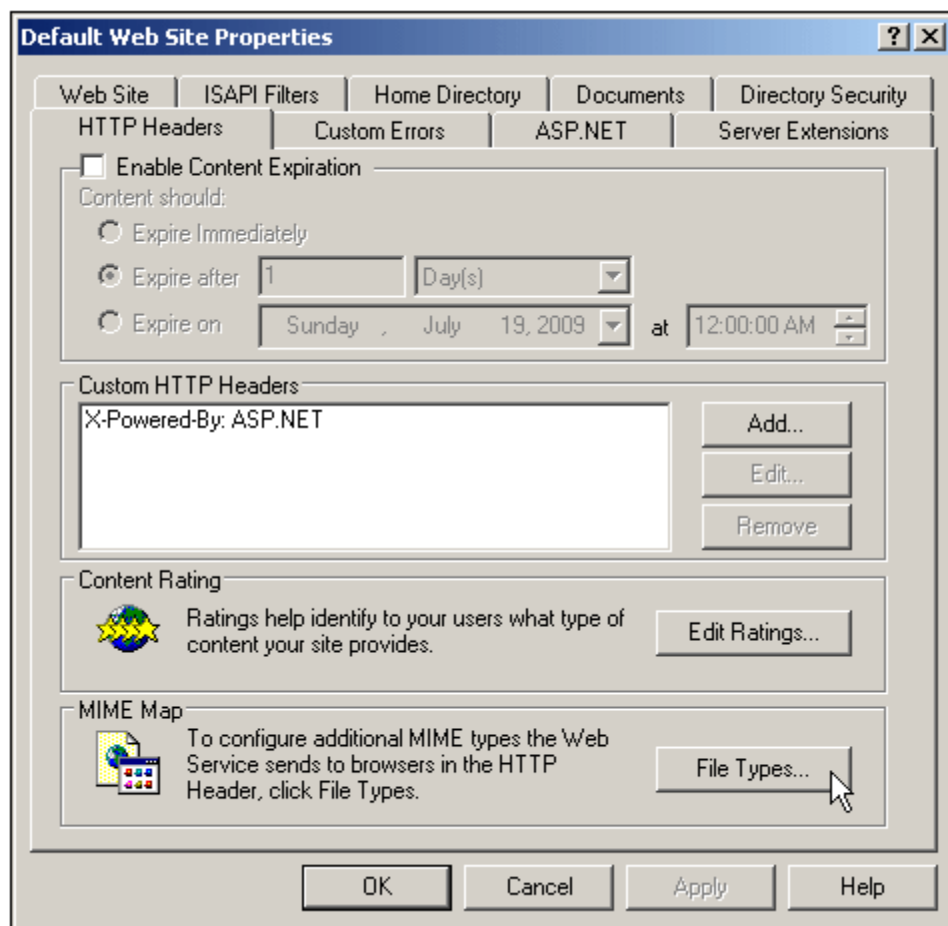 Default Web Site Properties
Web Site ISAPI Filters Home Directory Documents Directory Security
HTTP Headers Custom Errors ASP.NET Server Extensions
Enable Content Expiration
Content should:
Expire Immediately
Expire after 1 Day(s)
Expire on Sunday , July 19, 2009 at 12:00:00 AM
Custom HTTP Headers
X-Powered-By: ASP.NET
Add...
Edit...
Remove
Content Rating
Ratings help identify to your users what type of
content your site provides.
Edit Ratings...
MIME Map
To configure additional MIME types the Web
Service sends to browsers in the HTTP
Header, click File Types.
File Types...
OK Cancel Apply Help